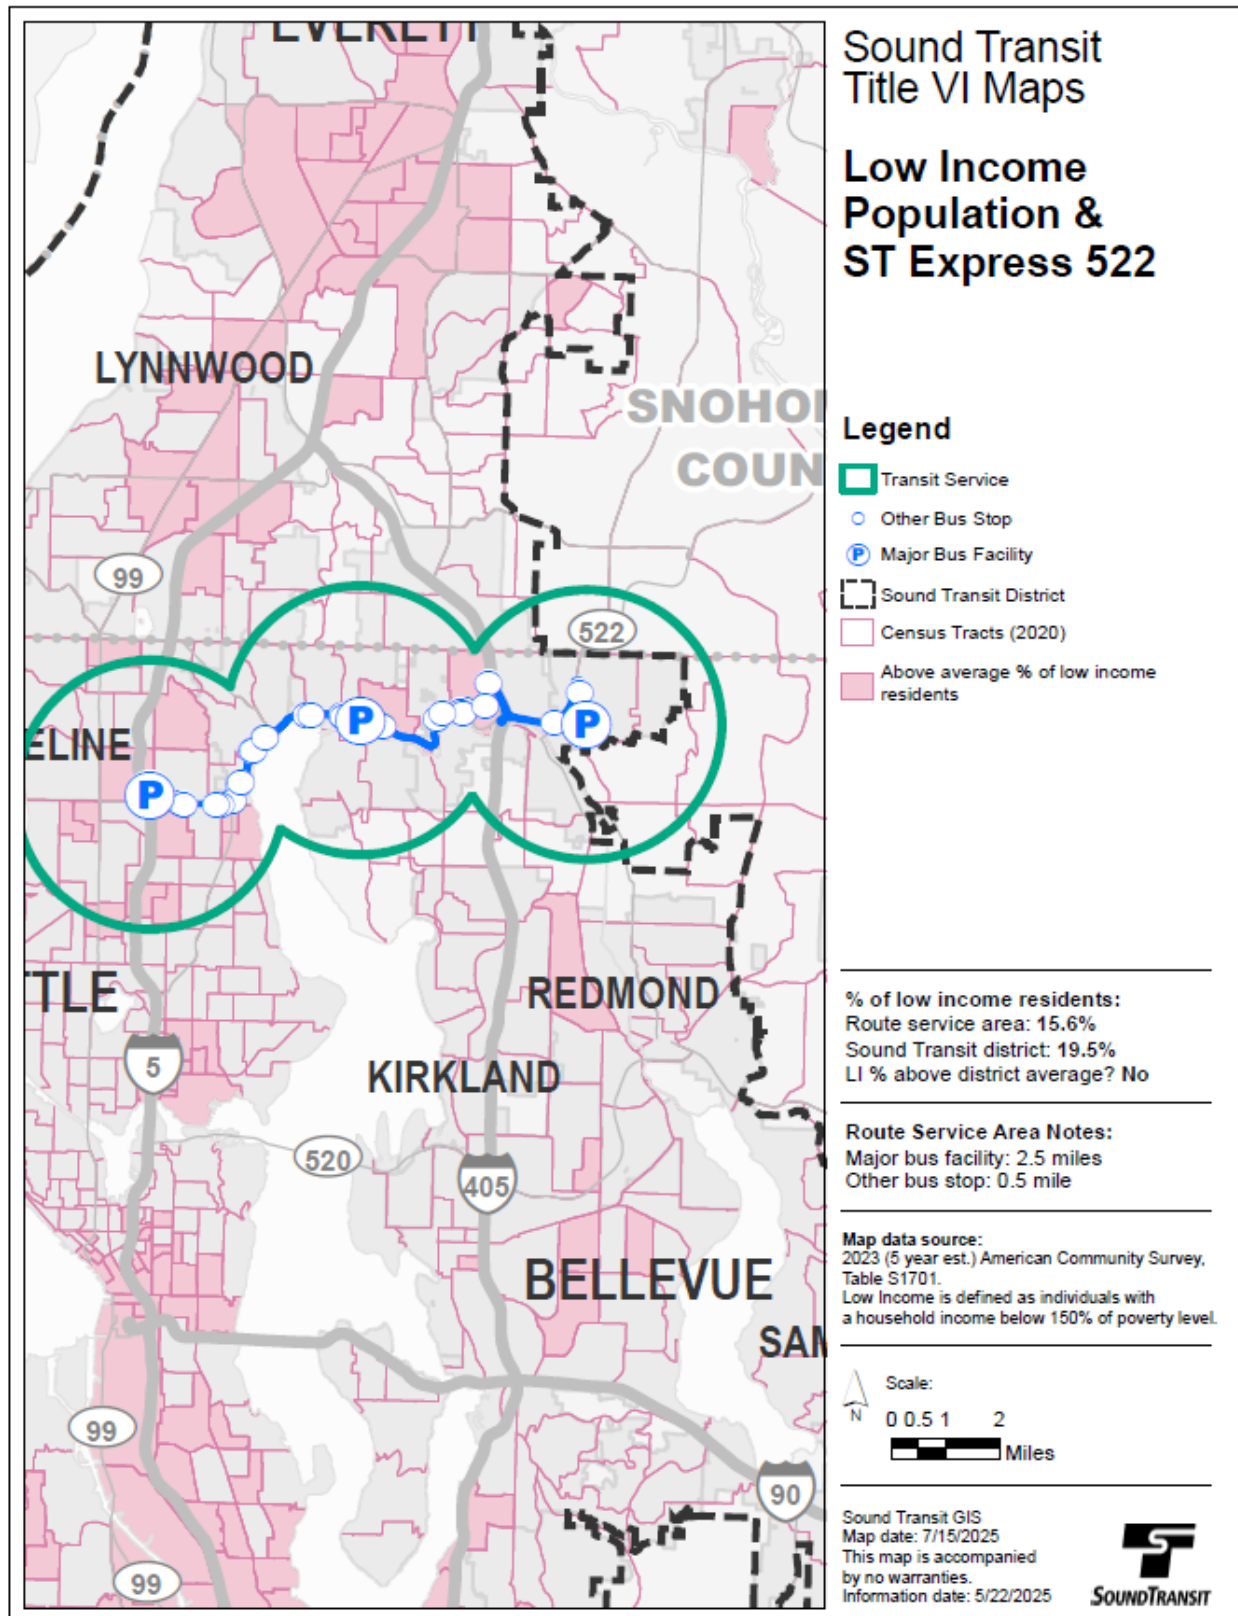 Sound Transit
Title VI Maps
Low Income
Population &
ST Express 522
Legend
Transit Service
Other Bus Stop
P Major Bus Facility
Sound Transit District
Census Tracts (2020)
Above average % of low income
residents
% of low income residents:
Route service area: 15.6%
Sound Transit district: 19.5%
LI % above district average? No
Route Service Area Notes:
Major bus facility: 2.5 miles
Other bus stop: 0.5 mile
Map data source:
2023 (5 year est.) American Community Survey,
Table S1701.
Low Income is defined as individuals with
a household income below 150% of poverty level.
N
Scale:
0 0.5 1 2
Miles
Sound Transit GIS
Map date: 7/15/2025
This map is accompanied
by no warranties.
Information date: 5/22/2025
SOUNDTRANSIT
EVERETT
LYNNWOOD
SNOHO
COUN
99
522
ELINE
P
P
P
TTLE
REDMOND
5
KIRKLAND
520
405
BELLEVUE
SAM
99
90
99